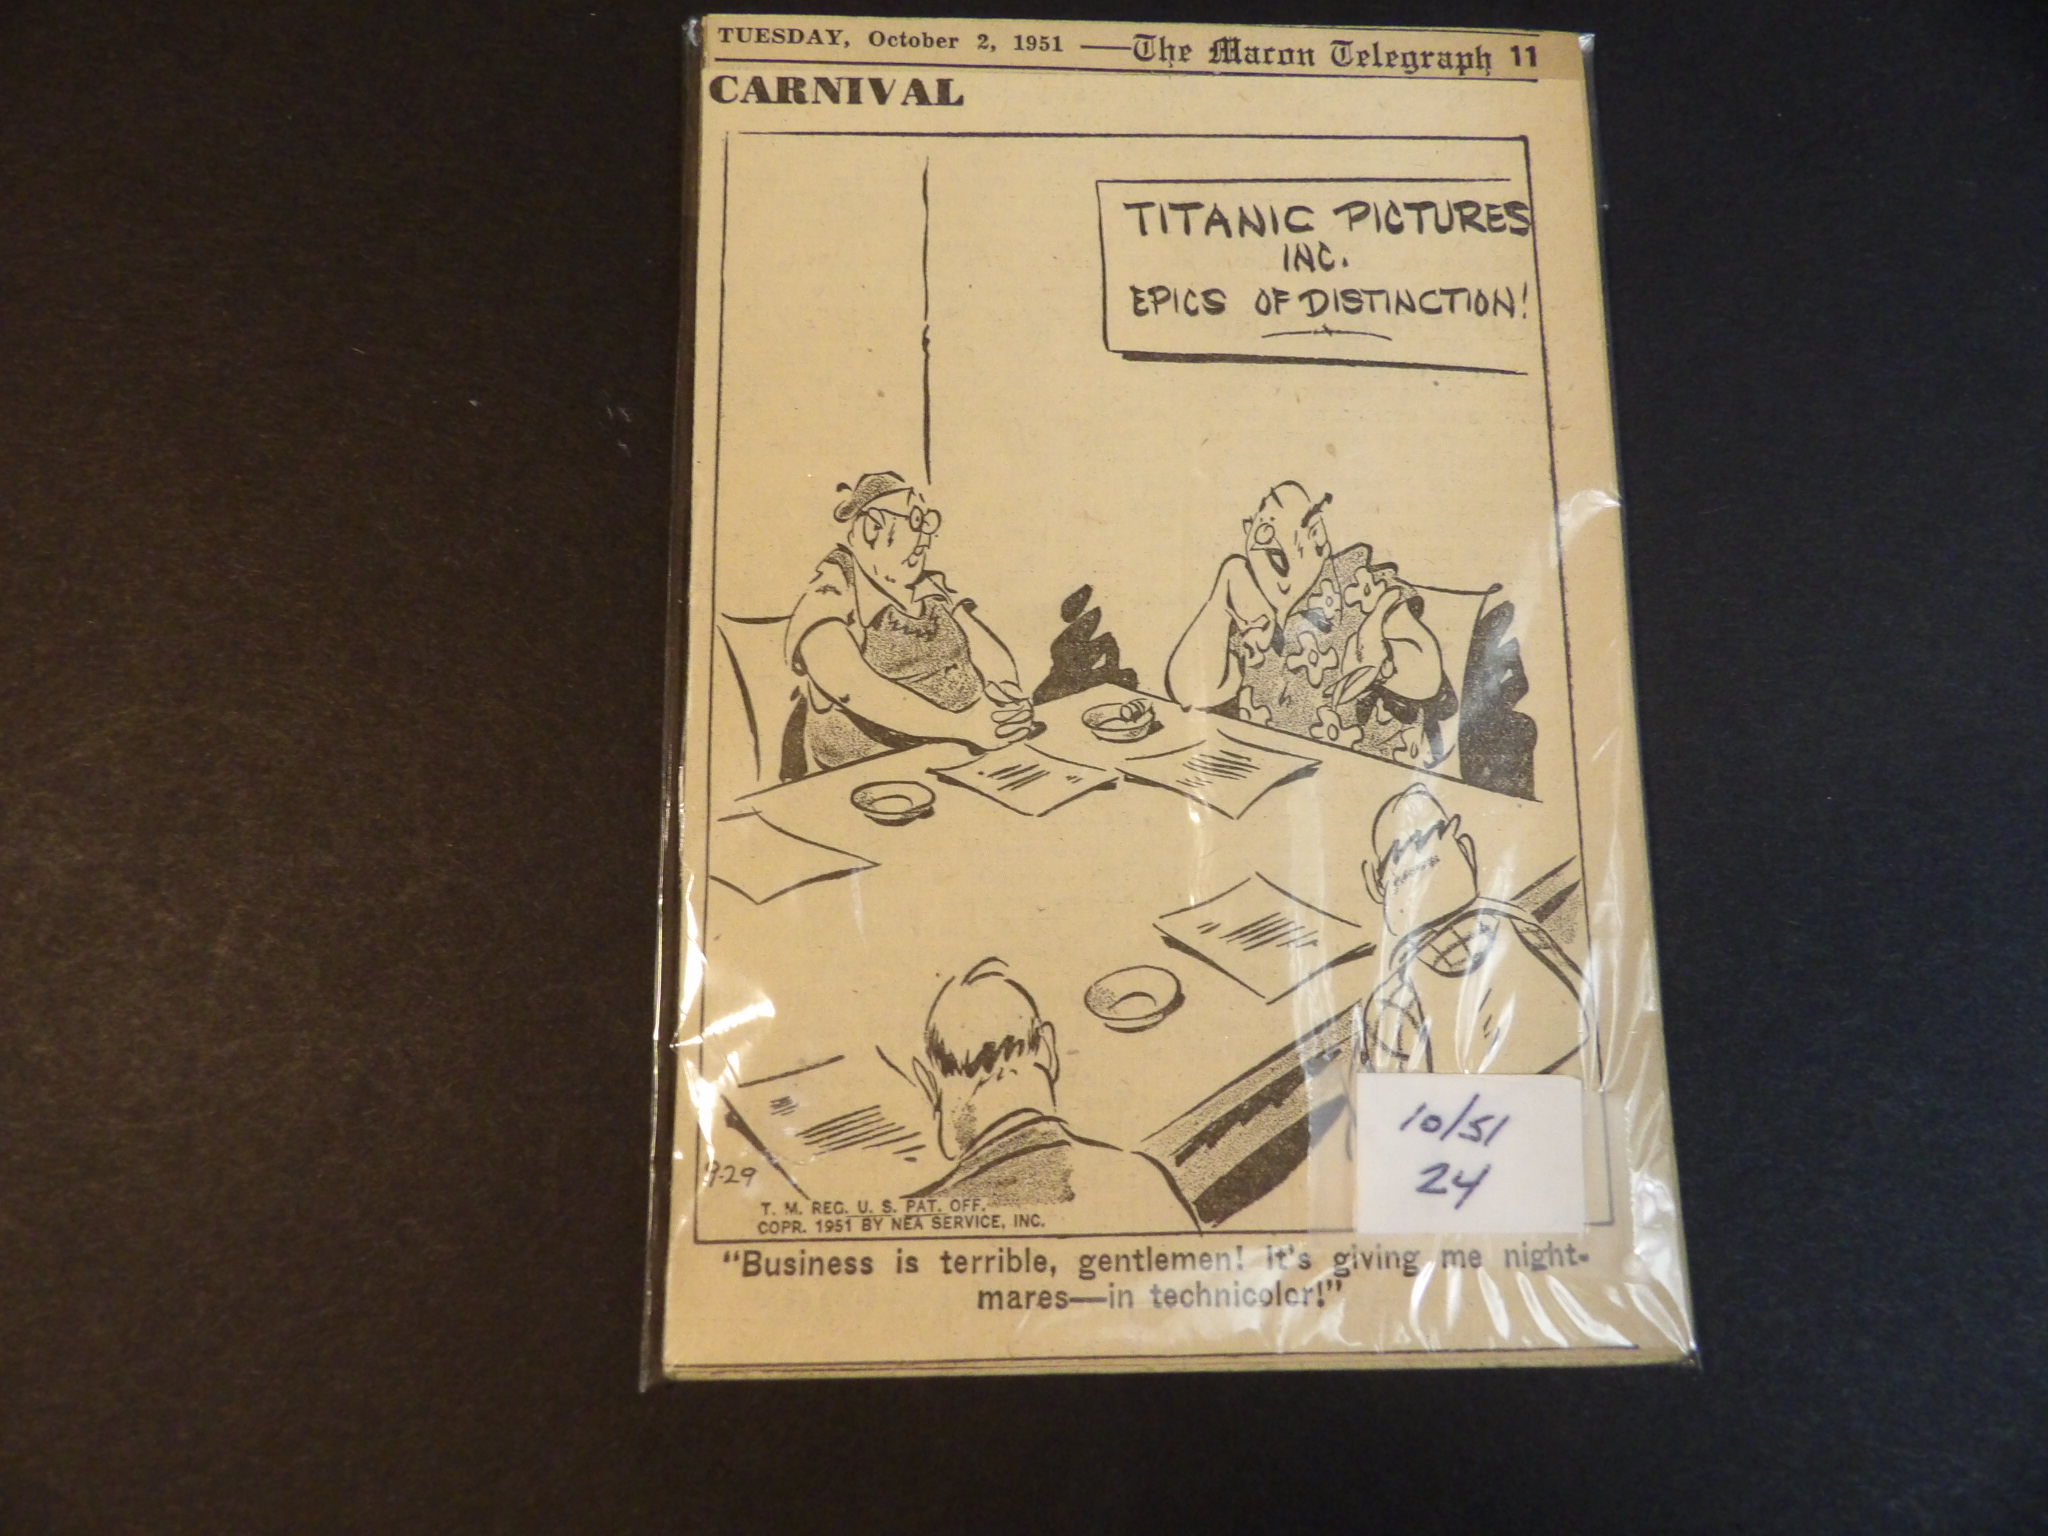 TUESDAY, October 2, 1951 —The Macon Telegraph 11
CARNIVAL
TITANIC PICTURES
INC.
EPICS OF DISTINCTION!
10/51
24
9-29
T. M. REG. U. S. PAT. OFF.
COPR. 1951 BY NEA SERVICE, INC.
"Business is terrible, gentlemen! It's giving me night-
mares—in technicolor!"